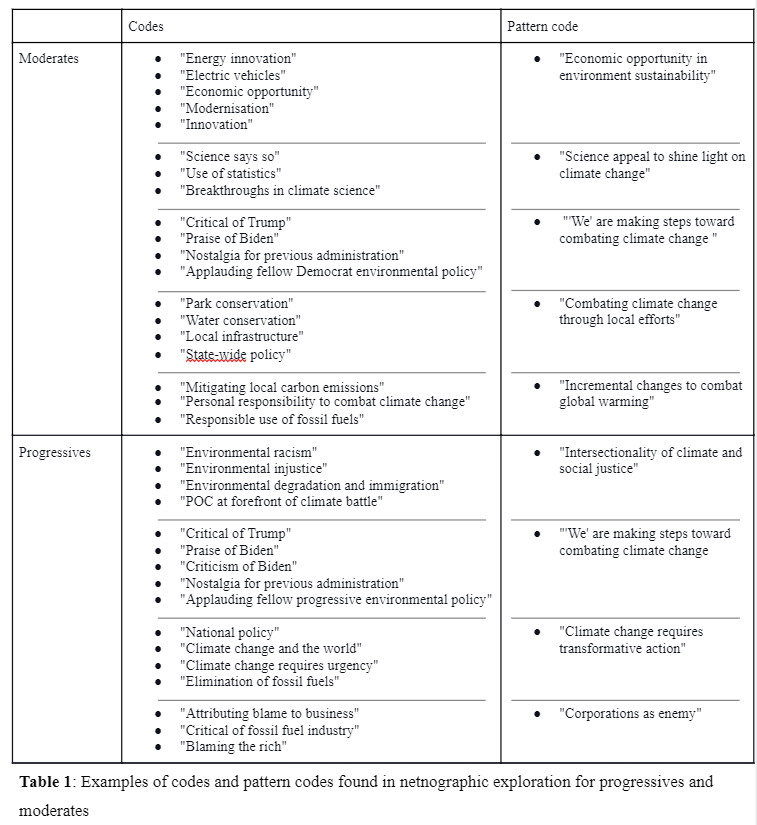 Codes
Pattern code
Moderates
● "Energy innovation"
● "Electric vehicles"
● "Economic opportunity"
● "Modernisation"
● "Innovation"
● "Economic opportunity in
environment sustainability"
● "Science says so"
● "Use of statistics"
● "Breakthroughs in climate science"
● "Science appeal to shine light on
climate change"
● "Critical of Trump"
● "Praise of Biden"
● "Nostalgia for previous administration"
● "Applauding fellow Democrat environmental policy"
● "'We' are making steps toward
combating climate change "
● "Park conservation"
● "Water conservation"
● "Local infrastructure"
● "State-wide policy"
● "Combating climate change
through local efforts"
● "Mitigating local carbon emissions"
● "Personal responsibility to combat climate change"
● "Responsible use of fossil fuels"
● "Incremental changes to combat
global warming"
Progressives
● "Environmental racism"
● "Environmental injustice"
● "Environmental degradation and immigration"
● "POC at forefront of climate battle"
● "Intersectionality of climate and
social justice"
● "Critical of Trump"
● "Praise of Biden"
● "Criticism of Biden"
● "Nostalgia for previous administration"
● "Applauding fellow progressive environmental policy"
● "'We' are making steps toward
combating climate change
● "National policy"
● "Climate change and the world"
● "Climate change requires urgency"
● "Elimination of fossil fuels"
● "Climate change requires
transformative action"
● "Attributing blame to business"
● "Critical of fossil fuel industry"
● "Blaming the rich"
● "Corporations as enemy"
Table 1: Examples of codes and pattern codes found in netnographic exploration for progressives and
moderates